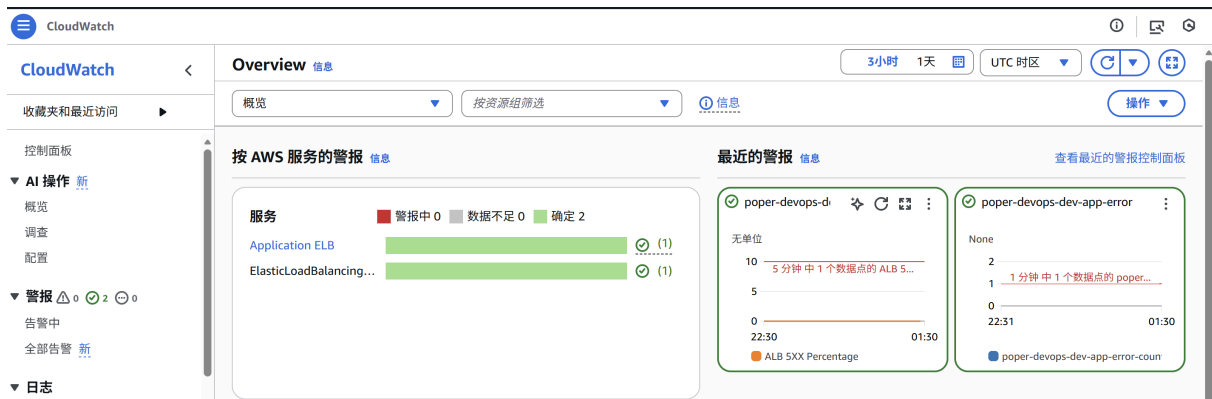 CloudWatch
CloudWatch
收藏夹和最近访问
控制面板
AI 操作 新
概览
调查
配置
警报 0 2 0
告警中
全部告警 新
日志
Overview 信息
3小时 1天 UTC 时区
概览 按资源组筛选 信息 操作
按 AWS 服务的警报 信息
服务 警报中 0 数据不足 0 确定 2
Application ELB (1)
ElasticLoadBalancing... (1)
最近的警报 信息 查看最近的警报控制面板
poper-devops-d
无单位
10
5 分钟 中 1 个数据点的 ALB 5...
5
0
22:30 01:30
ALB 5XX Percentage
poper-devops-dev-app-error
None
2
1 分钟 中 1 个数据点的 poper...
1
0
22:31 01:30
poper-devops-dev-app-error-coun